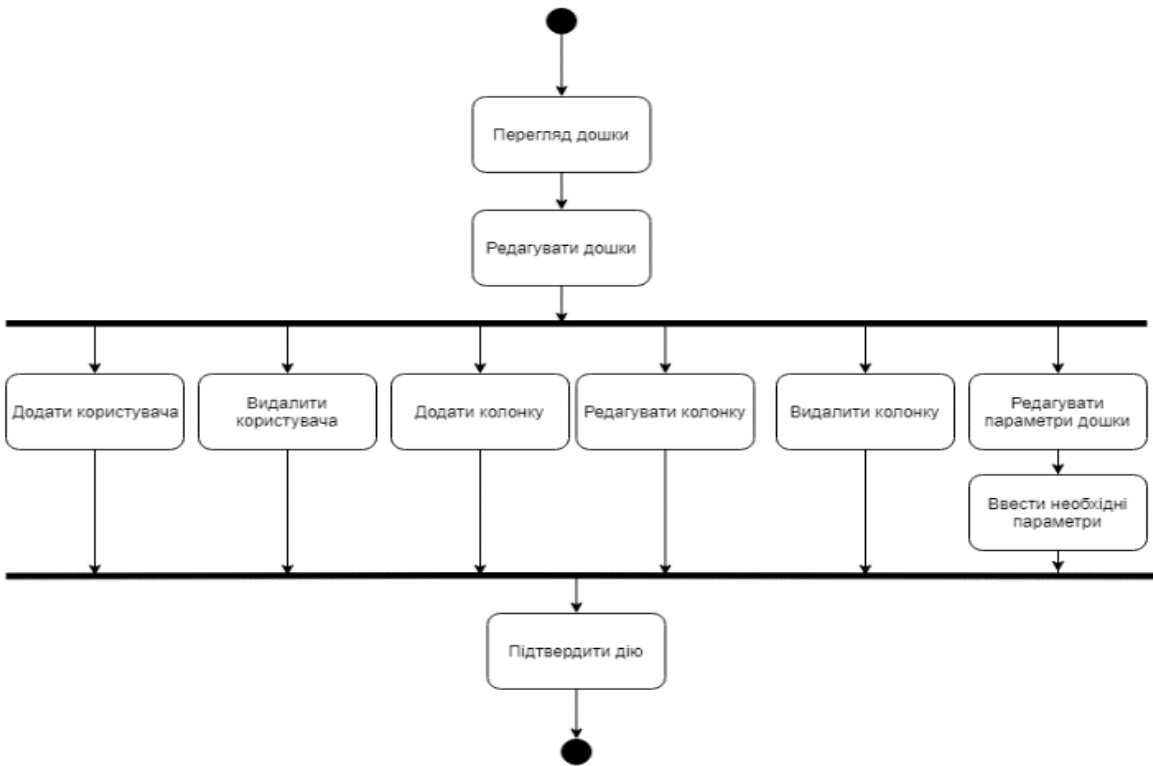 Перегляд дошки
Редагувати дошки
Додати користувача
Видалити
користувача
Додати колонку
Редагувати колонку
Видалити колонку
Редагувати
параметри дошки
Ввести необхідні
параметри
Підтвердити дію